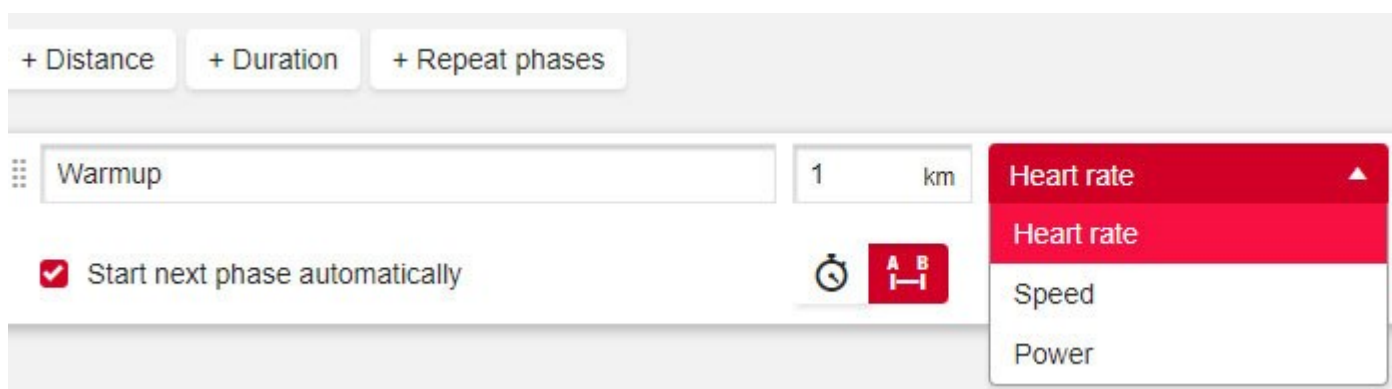 + Distance
+ Duration
+ Repeat phases
Warmup
1 km
Heart rate
Heart rate
Start next phase automatically
A B
Speed
Power